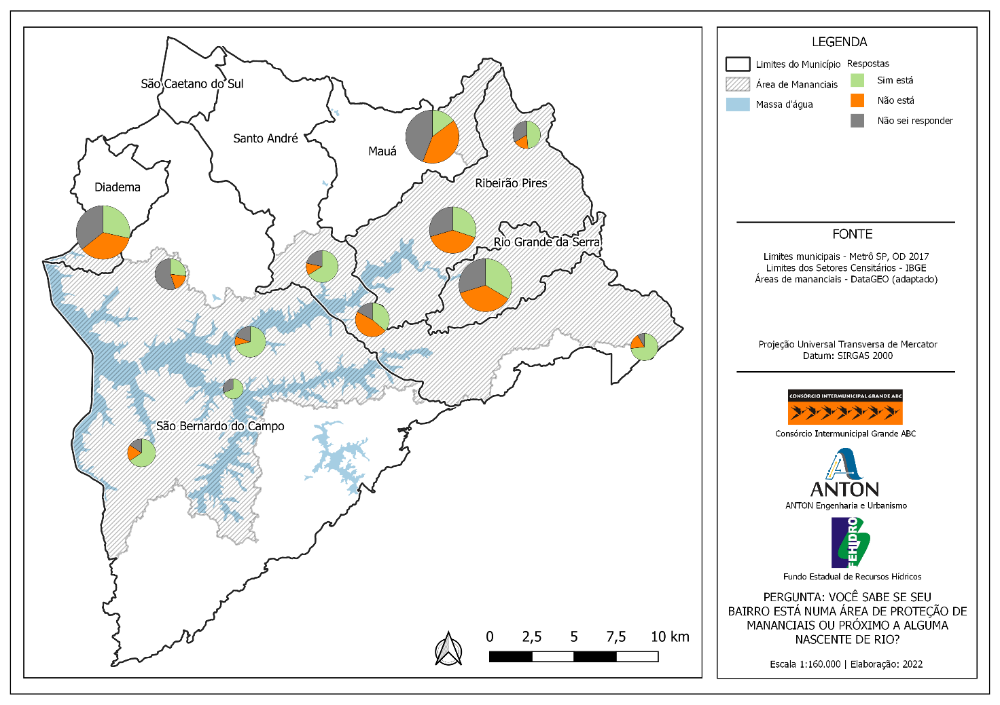 São Caetano do Sul
Santo André
Mauá
Diadema
Ribeirão Pires
Rio Grande da Serra
São Bernardo do Campo
0 2,5 5 7,5 10 km
LEGENDA
Limites do Município
Área de Mananciais
Massa d'água
Respostas
Sim está
Não está
Não sei responder
FONTE
Limites municipais - Metrô SP, OD 2017
Limites dos Setores Censitários - IBGE
Áreas de mananciais - DataGEO (adaptado)
Projeção Universal Transversa de Mercator
Datum: SIRGAS 2000
CONSÓRCIO INTERMUNICIPAL GRANDE ABC
Consórcio Intermunicipal Grande ABC
ANTON
ANTON Engenharia e Urbanismo
FEHIDRO
Fundo Estadual de Recursos Hídricos
PERGUNTA: VOCÊ SABE SE SEU
BAIRRO ESTÁ NUMA ÁREA DE PROTEÇÃO DE
MANANCIAIS OU PRÓXIMO A ALGUMA
NASCENTE DE RIO?
Escala 1:160.000 | Elaboração: 2022